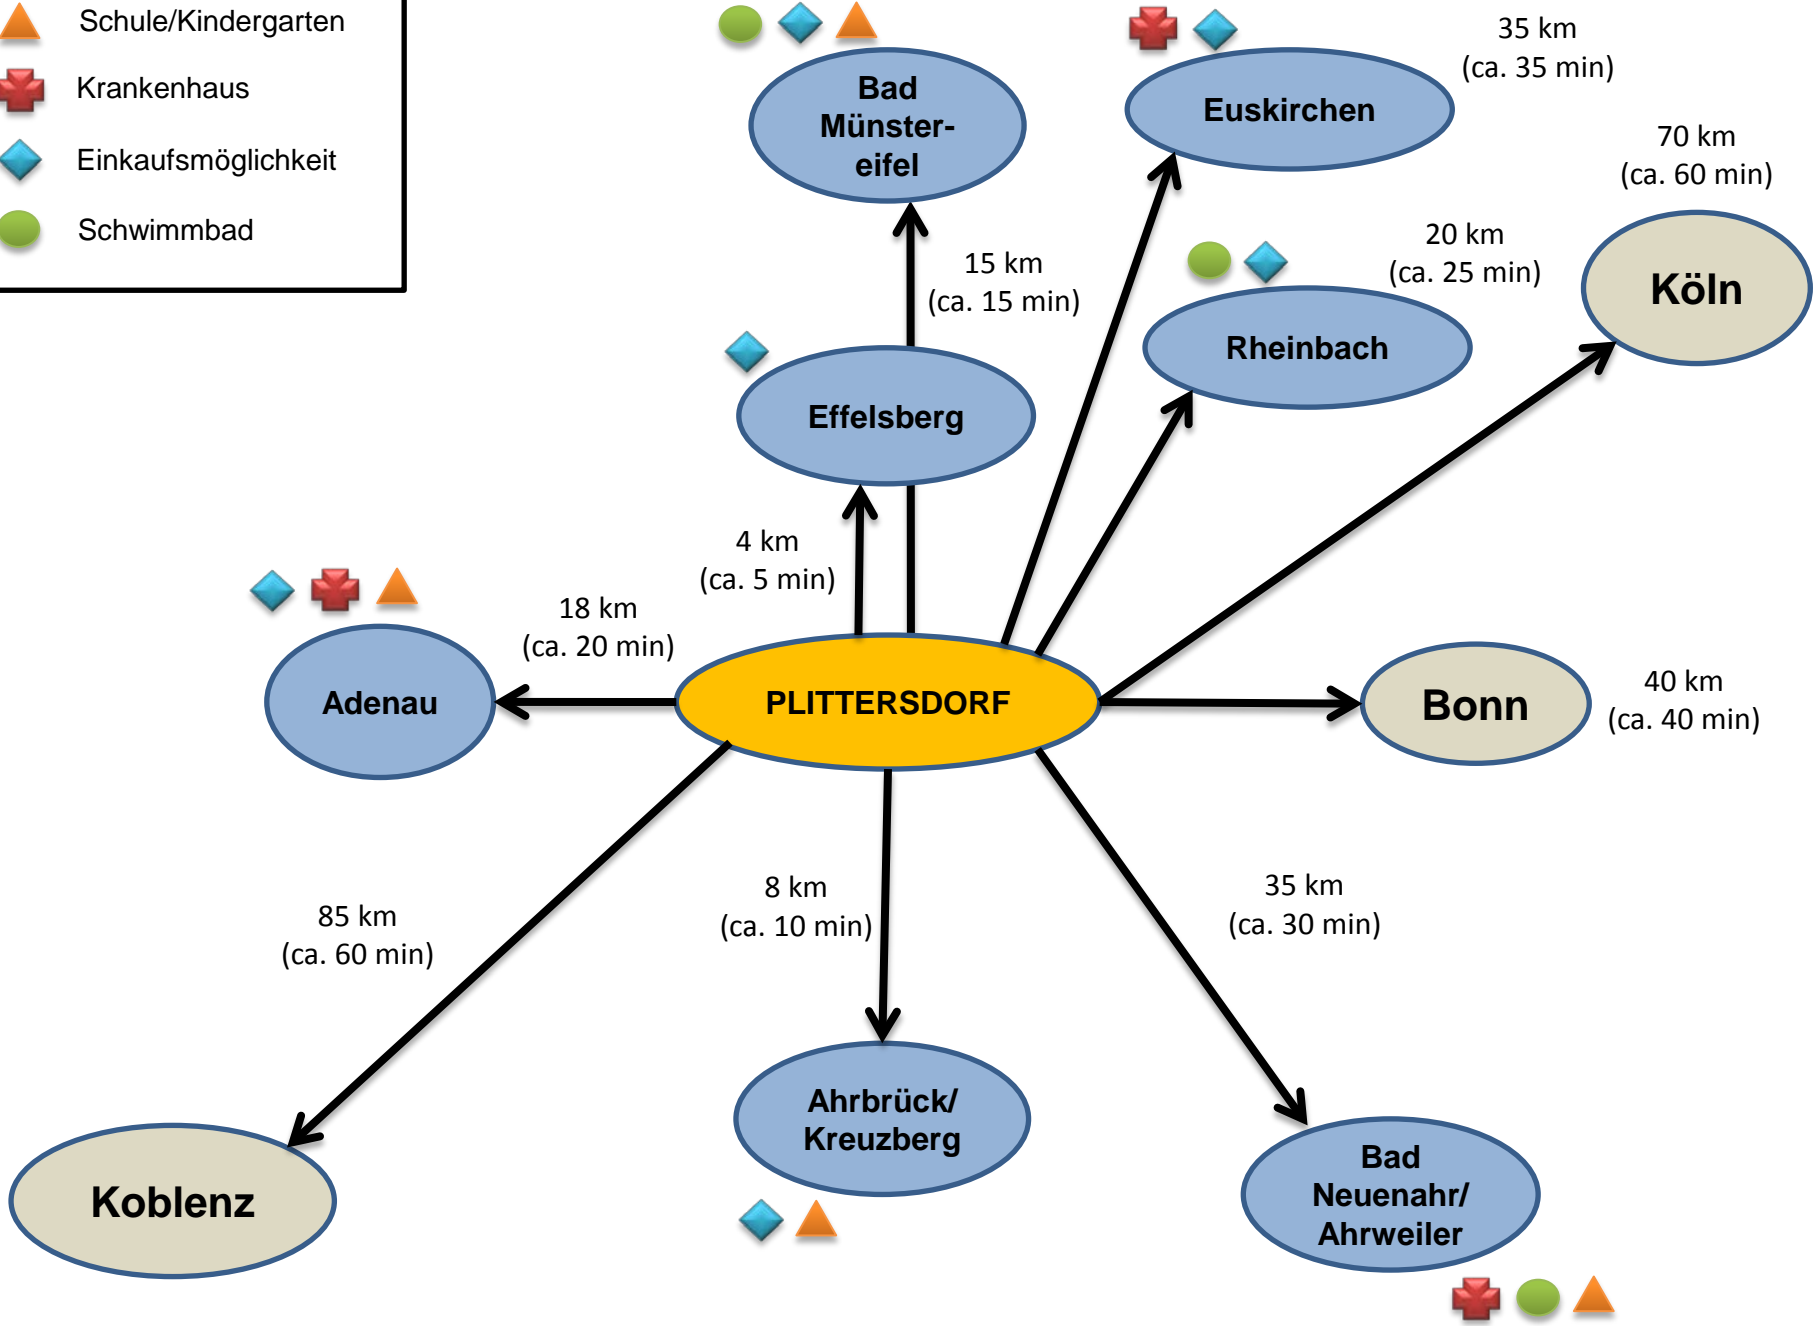 Schule/Kindergarten
Krankenhaus
Einkaufsmöglichkeit
Schwimmbad
Bad
Münster-
eifel
Euskirchen
35 km
(ca. 35 min)
70 km
(ca. 60 min)
Köln
20 km
(ca. 25 min)
Rheinbach
15 km
(ca. 15 min)
Effelsberg
4 km
(ca. 5 min)
18 km
(ca. 20 min)
Adenau
PLITTERSDORF
Bonn
40 km
(ca. 40 min)
85 km
(ca. 60 min)
8 km
(ca. 10 min)
35 km
(ca. 30 min)
Koblenz
Ahrbrück/
Kreuzberg
Bad
Neuenahr/
Ahrweiler